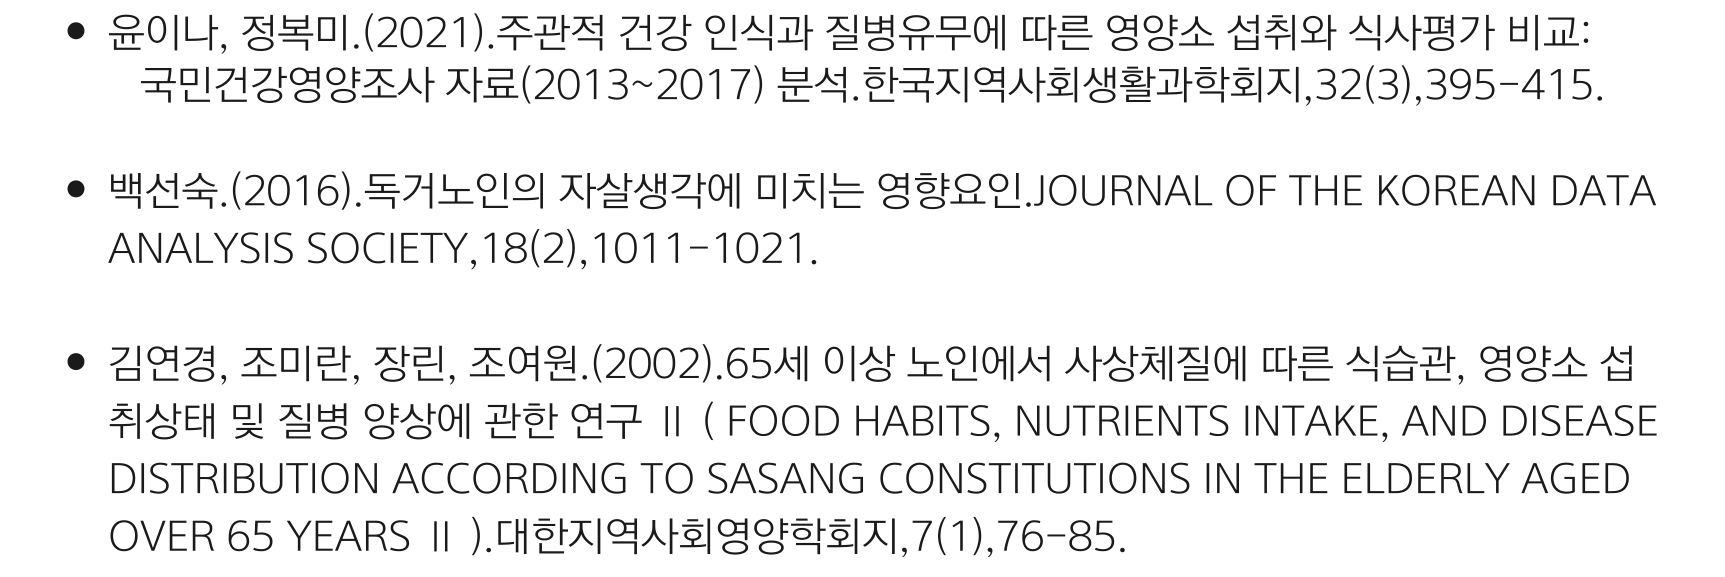 ● 윤이나, 정복미.(2021).주관적 건강 인식과 질병유무에 따른 영양소 섭취와 식사평가 비교:
국민건강영양조사 자료(2013~2017) 분석.한국지역사회생활과학회지,32(3),395-415.
● 백선숙.(2016).독거노인의 자살생각에 미치는 영향요인.JOURNAL OF THE KOREAN DATA
ANALYSIS SOCIETY,18(2),1011-1021.
● 김연경, 조미란, 장린, 조여원.(2002).65세 이상 노인에서 사상체질에 따른 식습관, 영양소 섭
취상태 및 질병 양상에 관한 연구 Ⅱ ( FOOD HABITS, NUTRIENTS INTAKE, AND DISEASE
DISTRIBUTION ACCORDING TO SASANG CONSTITUTIONS IN THE ELDERLY AGED
OVER 65 YEARS Ⅱ ).대한지역사회영양학회지,7(1),76-85.